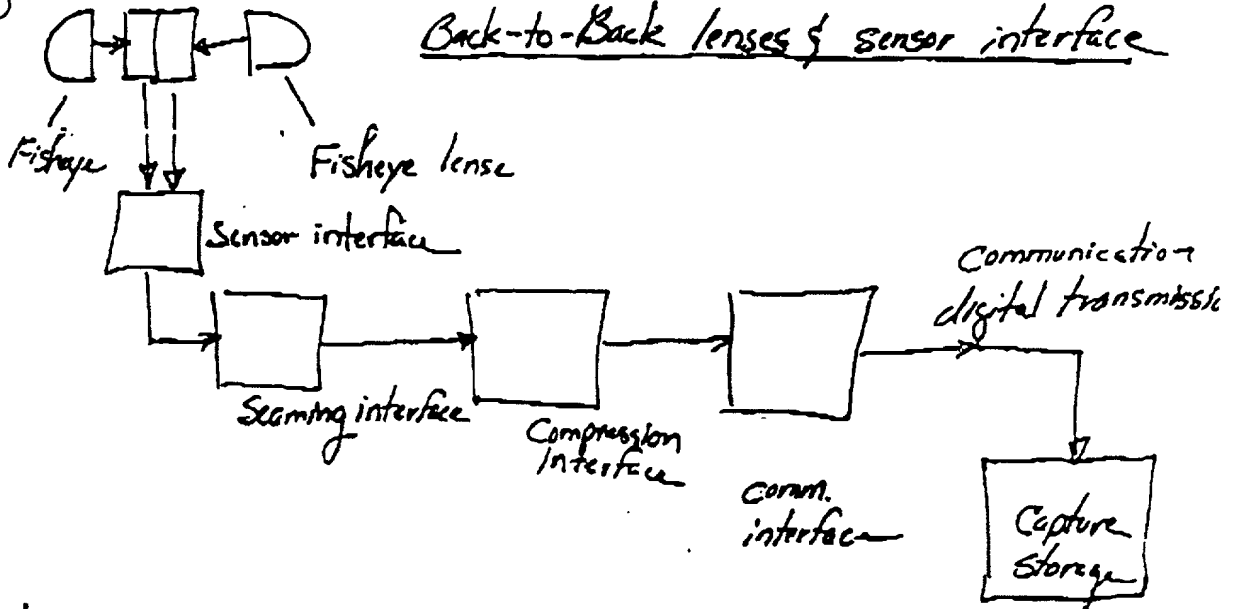 Back-to-Back lenses & sensor interface
Fisheye
Fisheye lense
Sensor interface
Communication
digital transmissio
Seaming interface
Compression
interface
Comm.
interface
Capture
storage